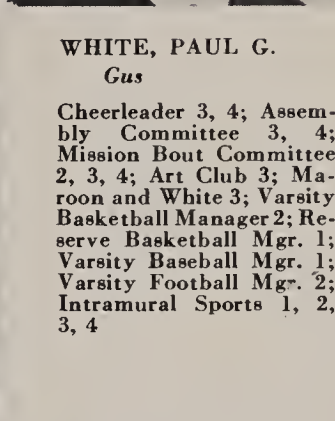 WHITE, PAUL G.
Gus
Cheerleader 3, 4; Assem-
bly Committee 3, 4;
Mission Bout Committee
2, 3, 4; Art Club 3; Ma-
roon and White 3; Varsity
Basketball Manager 2; Re-
serve Basketball Mgr. 1;
Varsity Baseball Mgr. 1;
Varsity Football Mgr. 2;
Intramural Sports 1, 2,
3, 4